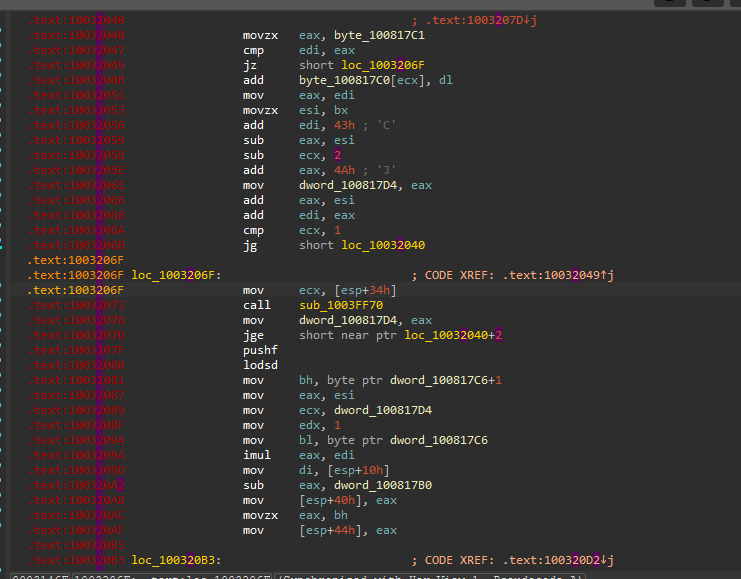 .text:10032040 ; .text:1003207D↓j
.text:10032040 movzx eax, byte_100817C1
.text:10032047 cmp edi, eax
.text:10032049 jz short loc_1003206F
.text:1003204B add byte_100817C0[ecx], dl
.text:10032051 mov eax, edi
.text:10032053 movzx esi, bx
.text:10032056 add edi, 43h ; 'C'
.text:10032059 sub eax, esi
.text:1003205B sub ecx, 2
.text:1003205E add eax, 4Ah ; 'J'
.text:10032061 mov dword_100817D4, eax
.text:10032066 add eax, esi
.text:10032068 add edi, eax
.text:1003206A cmp ecx, 1
.text:1003206D jg short loc_10032040
.text:1003206F
.text:1003206F loc_1003206F: ; CODE XREF: .text:10032049↑j
.text:1003206F mov ecx, [esp+34h]
.text:10032073 call sub_1003FF70
.text:10032078 mov dword_100817D4, eax
.text:1003207D jge short near ptr loc_10032040+2
.text:1003207F pushf
.text:10032080 lodsd
.text:10032081 mov bh, byte ptr dword_100817C6+1
.text:10032087 mov eax, esi
.text:10032089 mov ecx, dword_100817D4
.text:1003208F mov edx, 1
.text:10032094 mov bl, byte ptr dword_100817C6
.text:1003209A imul eax, edi
.text:1003209D mov di, [esp+10h]
.text:100320A2 sub eax, dword_100817B0
.text:100320A8 mov [esp+40h], eax
.text:100320AC movzx eax, bh
.text:100320AF mov [esp+44h], eax
.text:100320B3
.text:100320B3 loc_100320B3: ; CODE XREF: .text:100320D2↓j